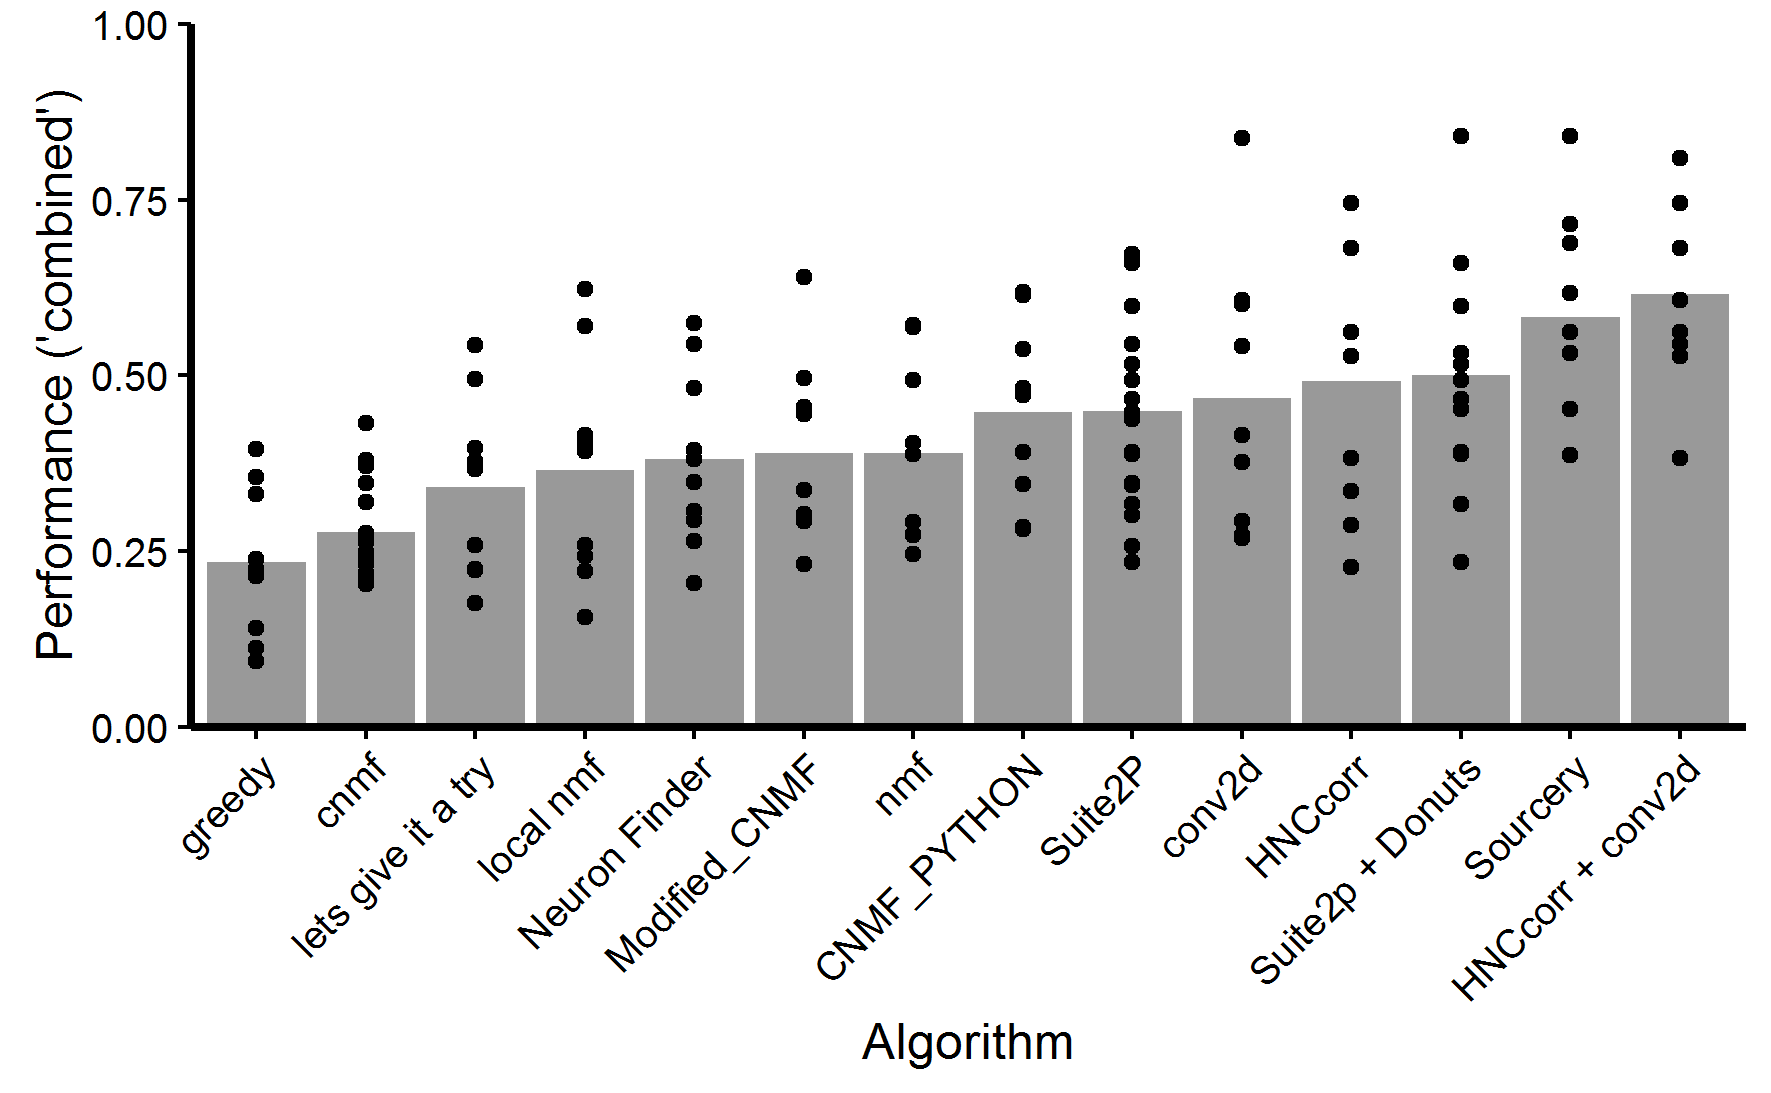 Performance ('combined')
1.00
0.75
0.50
0.25
0.00
greedy
cnmf
lets give it a try
local nmf
Neuron Finder
Modified_CNMF
nmf
CNMF_PYTHON
Suite2P
conv2d
HNCcorr
Suite2p + Donuts
Sourcery
HNCcorr + conv2d
Algorithm